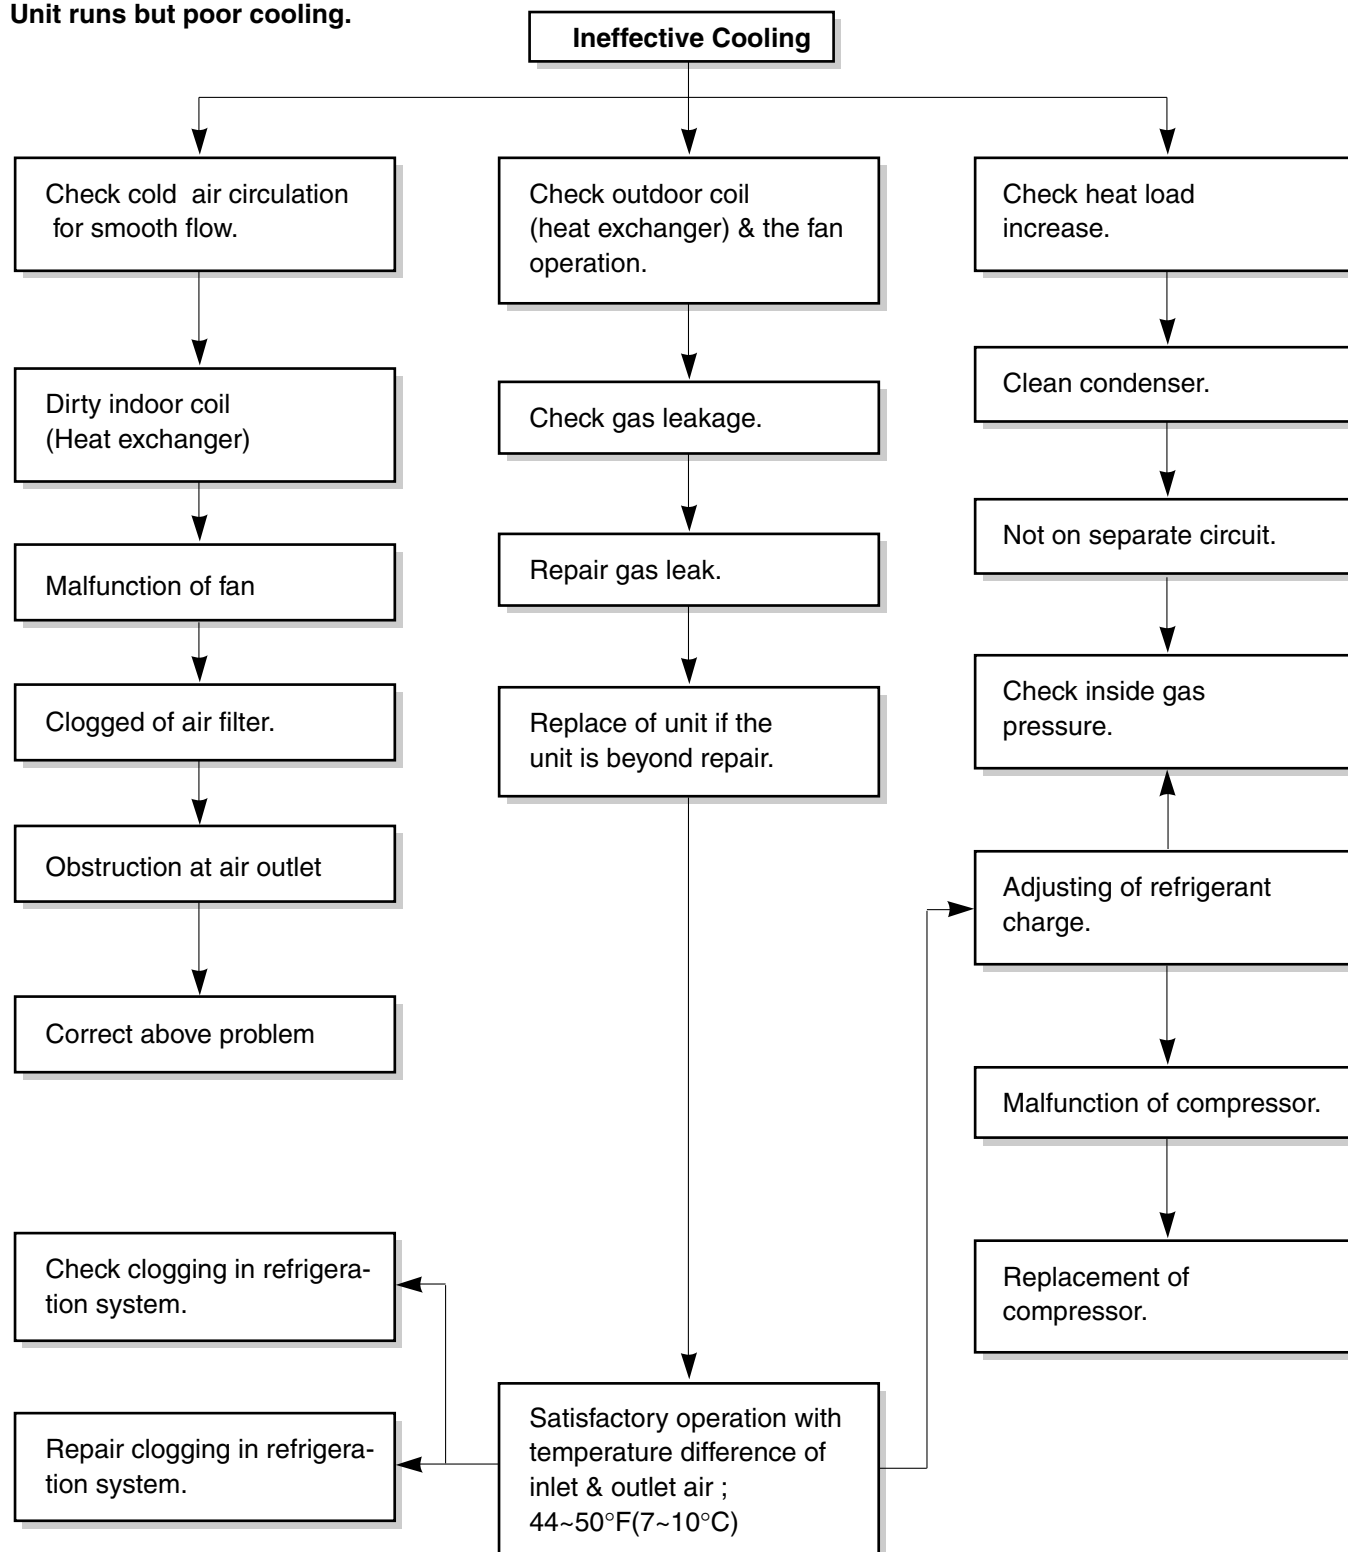 Unit runs but poor cooling.
Ineffective Cooling
Check cold air circulation
for smooth flow.
Dirty indoor coil
(Heat exchanger)
Malfunction of fan
Clogged of air filter.
Obstruction at air outlet
Correct above problem
Check clogging in refrigera-
tion system.
Repair clogging in refrigera-
tion system.
Check outdoor coil
(heat exchanger) & the fan
operation.
Check gas leakage.
Repair gas leak.
Replace of unit if the
unit is beyond repair.
Satisfactory operation with
temperature difference of
inlet & outlet air ;
44~50°F(7~10°C)
Check heat load
increase.
Clean condenser.
Not on separate circuit.
Check inside gas
pressure.
Adjusting of refrigerant
charge.
Malfunction of compressor.
Replacement of
compressor.